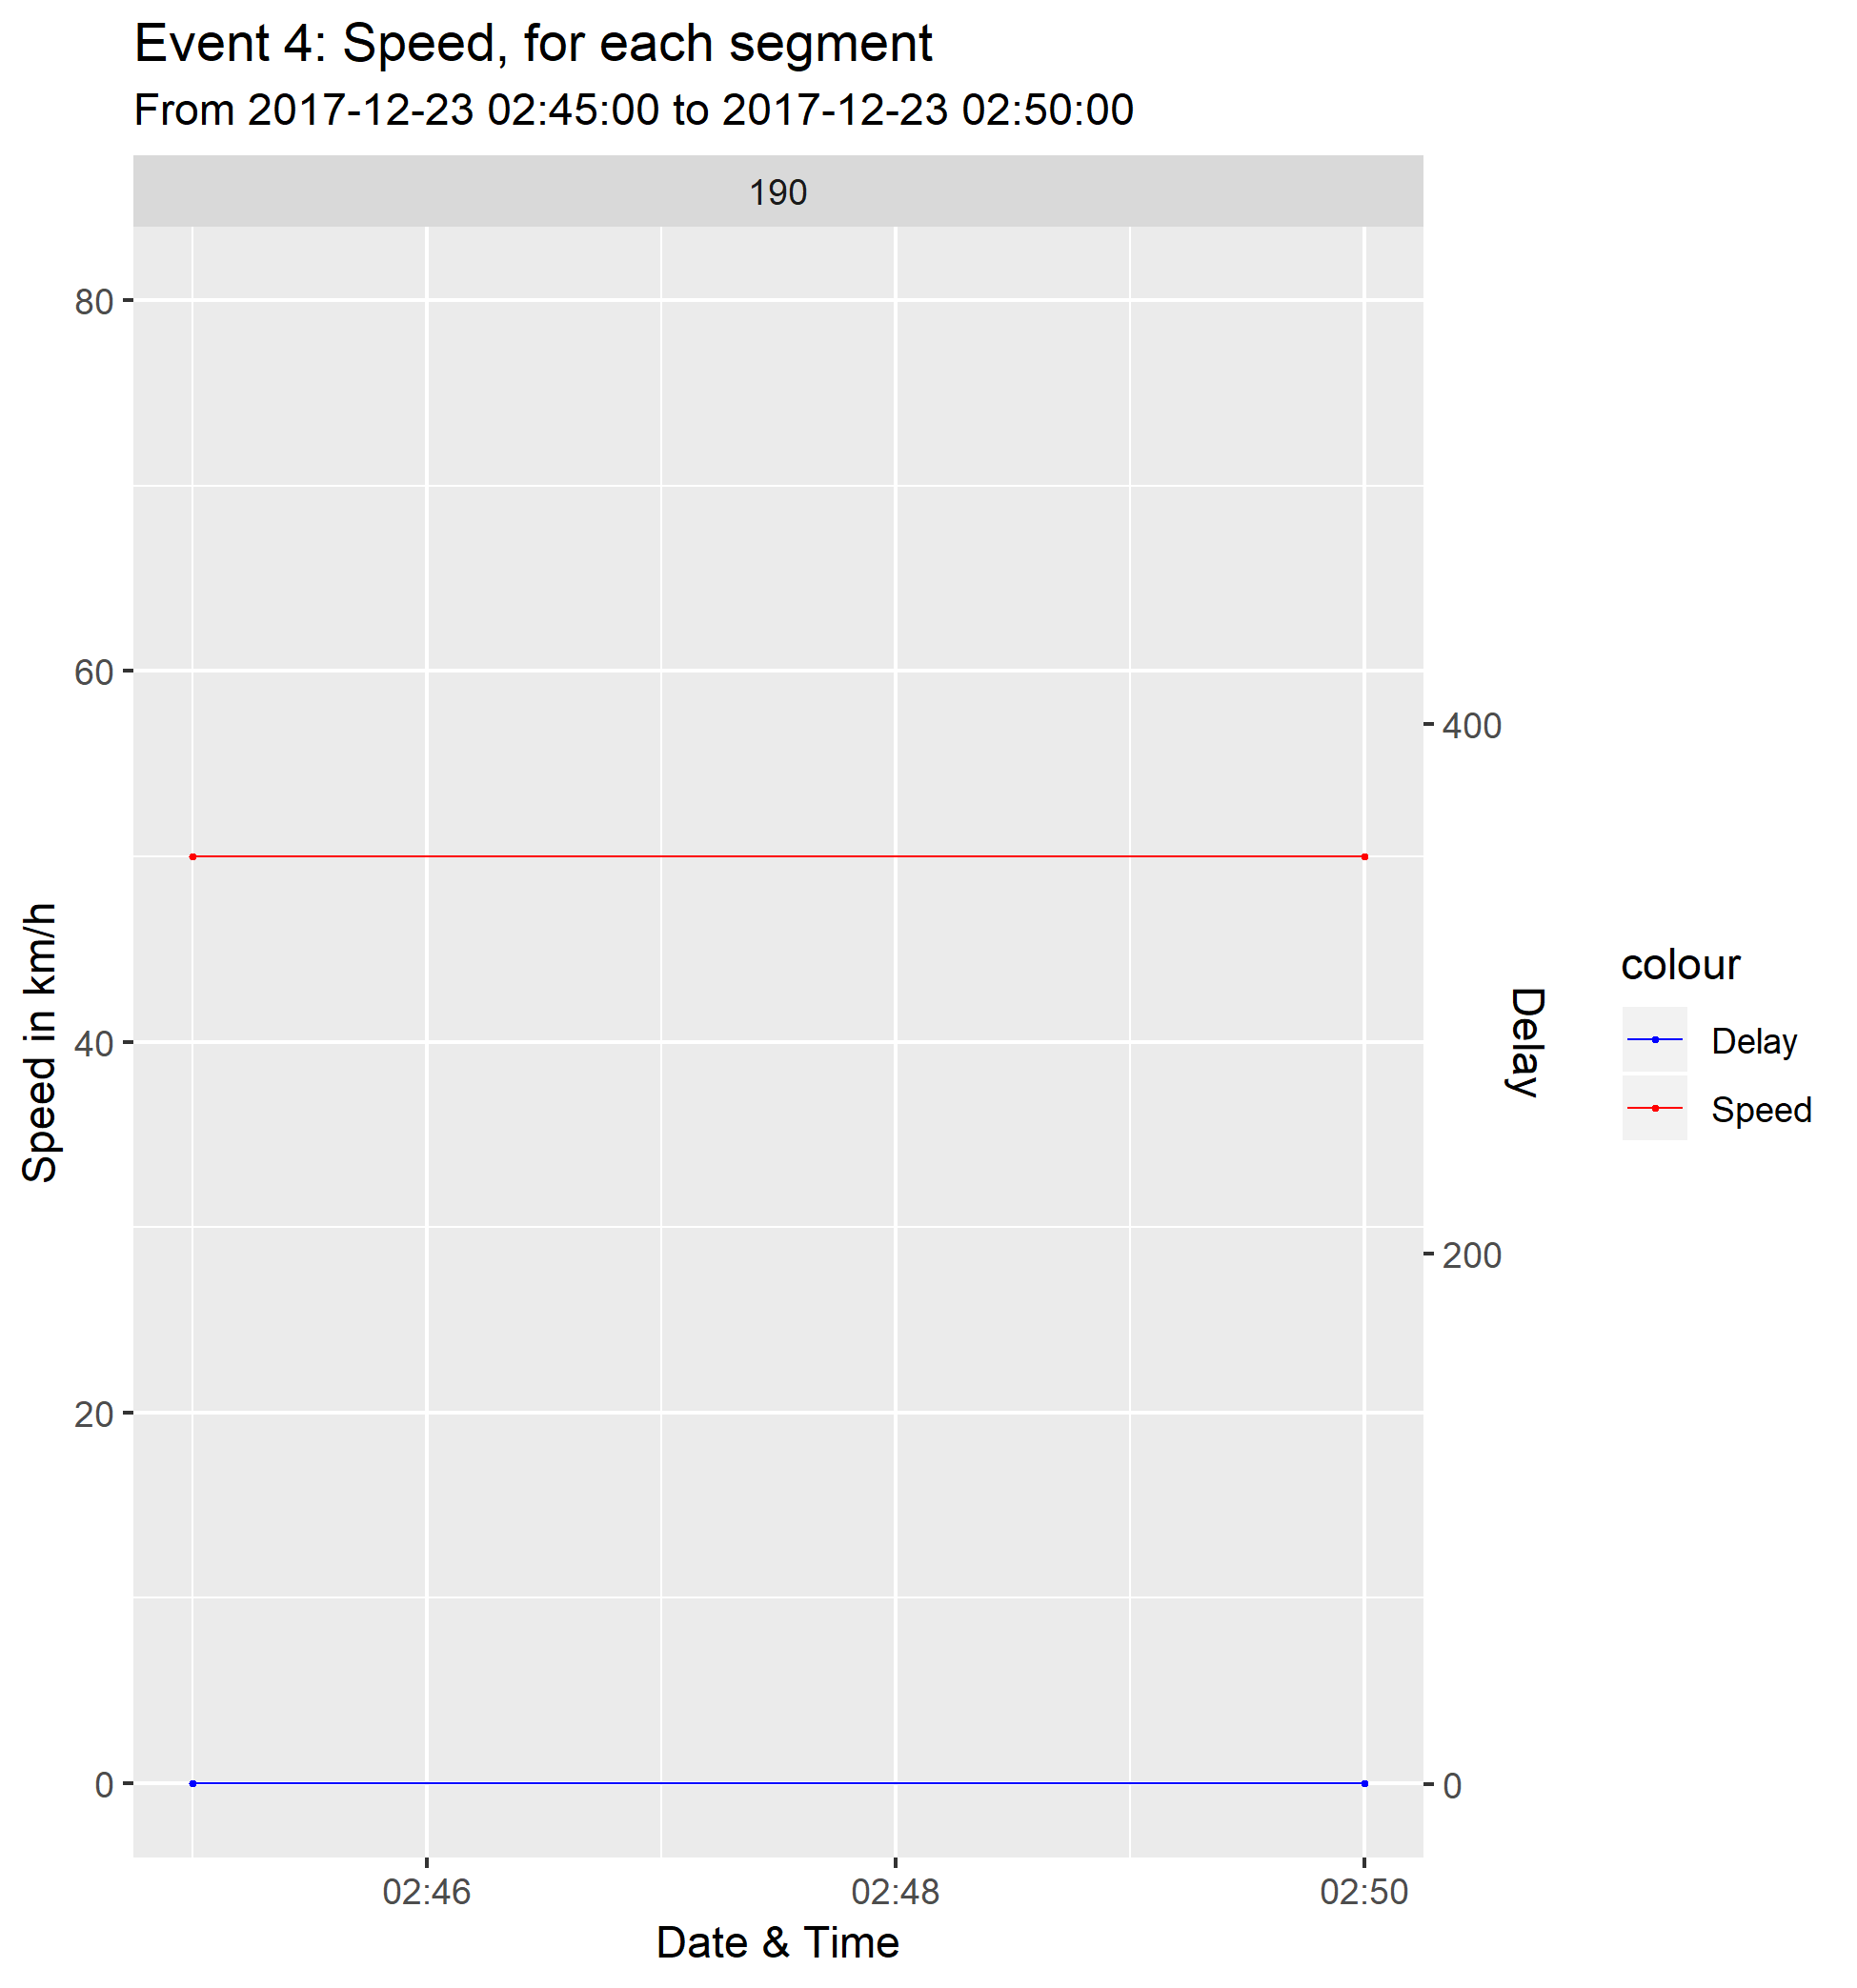 Event 4: Speed, for each segment
From 2017-12-23 02:45:00 to 2017-12-23 02:50:00
190
80
60
40
20
0
Speed in km/h
400
200
0
Delay
colour
Delay
Speed
02:46
02:48
02:50
Date & Time